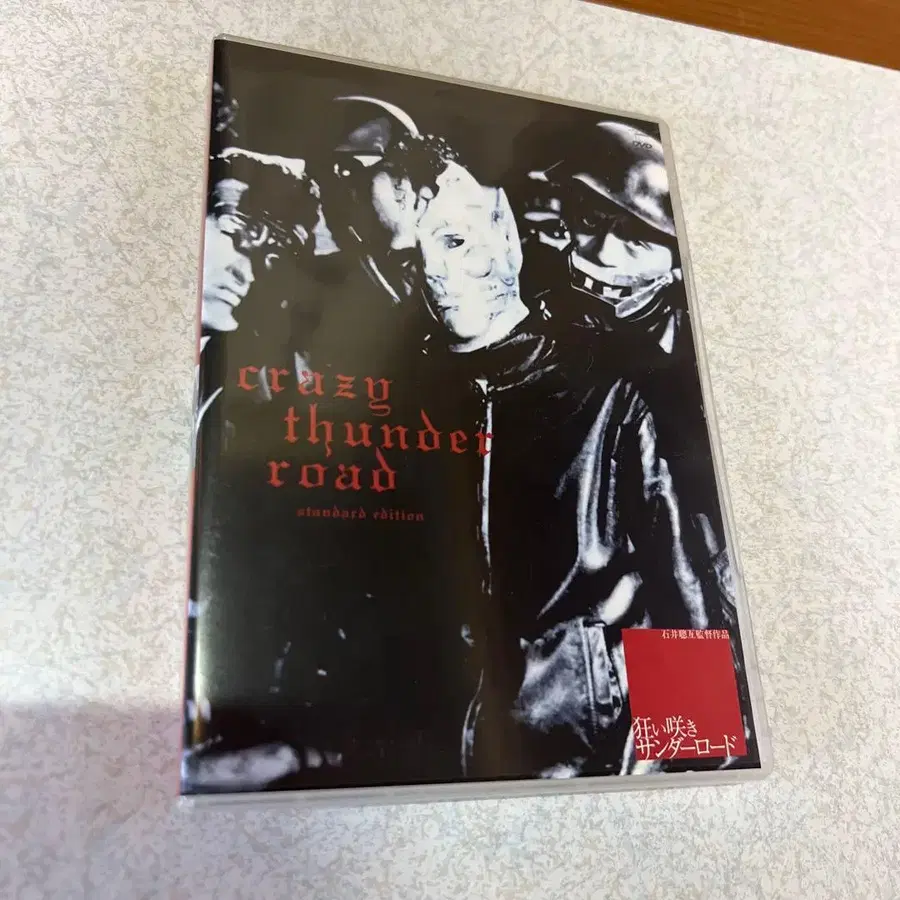 DVD
crazy
thunder
road
standard edition
石井聰亙監督作品
狂い咲き
サンダーロード